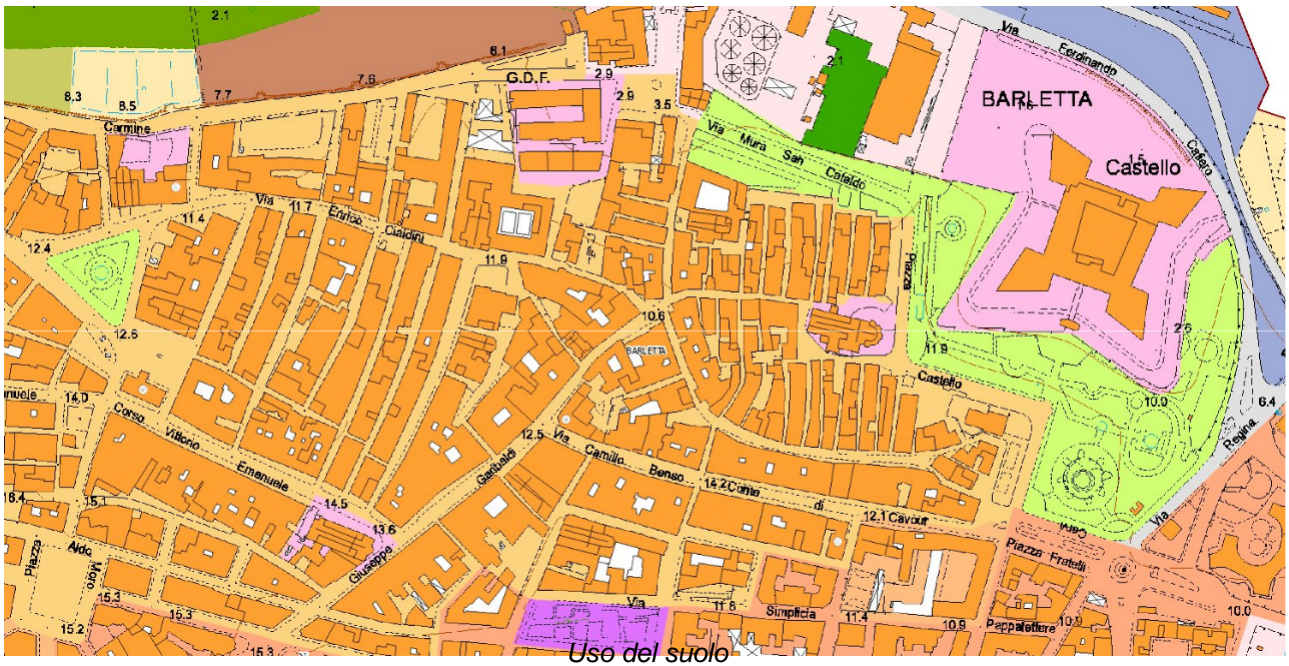 2.1
6.1
7.6
G.D.F.
2.9
2.9
3.5
8.3
8.5
7.7
Carmine
2.1
Via Ferdinando Cafiero
BARLETTA
Castello
1.5
Via Mura San Cataldo
11.4
Via Enrico Cialdini
11.7
11.9
12.4
12.6
Piazza Castello
10.6
BARLETTA
11.9
2.6
10.0
6.4
Via Regina
14.0
Corso Vittorio Emanuele
14.5
13.6
Giuseppe Garibaldi
12.5
Via Camillo Benso Conte di Cavour
14.2
12.1
15.1
Piazza Aldo Moro
15.3
15.3
15.2
15.3
Via Simplicia Pappalettere
11.6
11.4
10.9
10.9
Piazza Fratelli Cervi
10.0
Uso del suolo